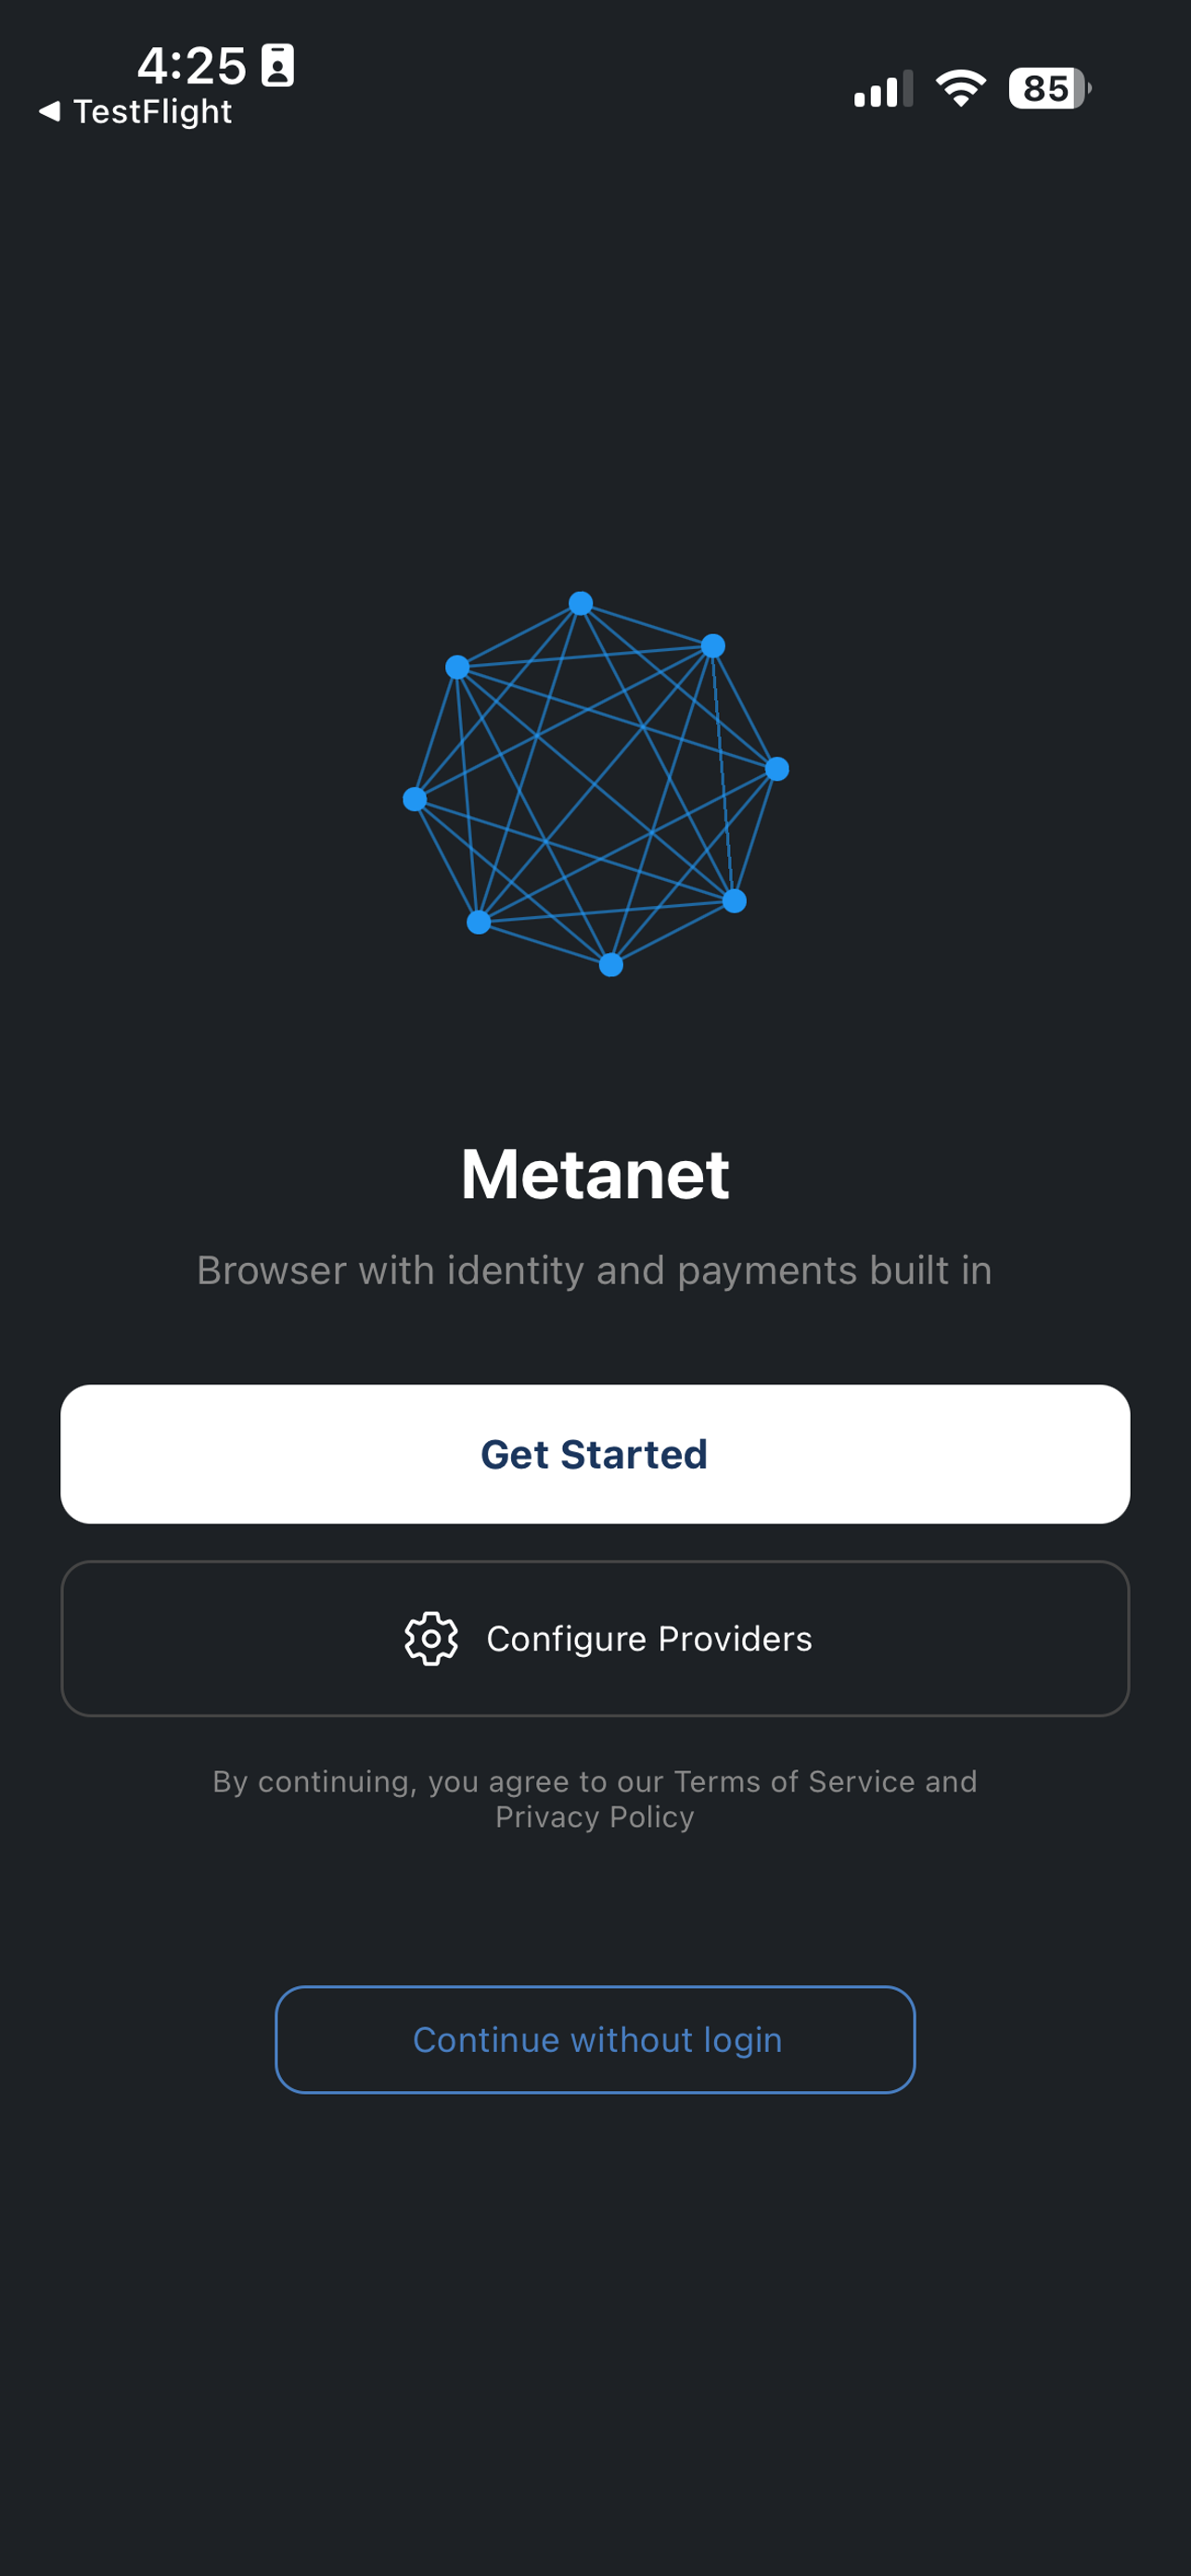 4:25
TestFlight
85
Metanet
Browser with identity and payments built in
Get Started
Configure Providers
By continuing, you agree to our Terms of Service and
Privacy Policy
Continue without login